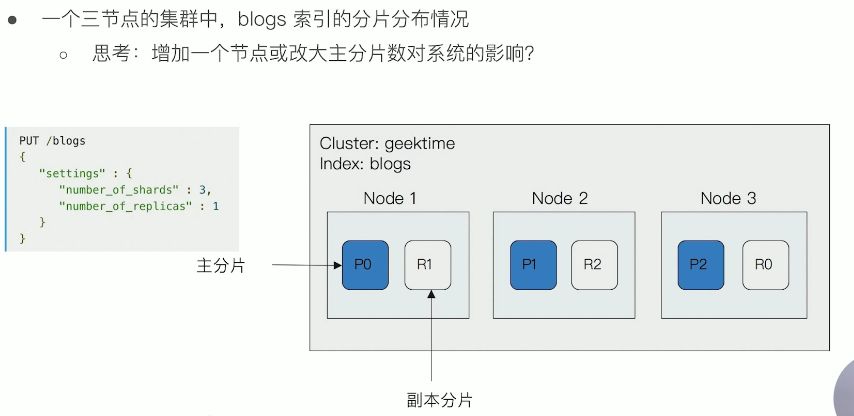 一个三节点的集群中，blogs 索引的分片分布情况
思考：增加一个节点或改大主分片数对系统的影响？
PUT /blogs
{
"settings" : {
"number_of_shards" : 3,
"number_of_replicas" : 1
}
}
Cluster: geektime
Index: blogs
Node 1
Node 2
Node 3
P0
R1
P1
R2
P2
R0
主分片
副本分片